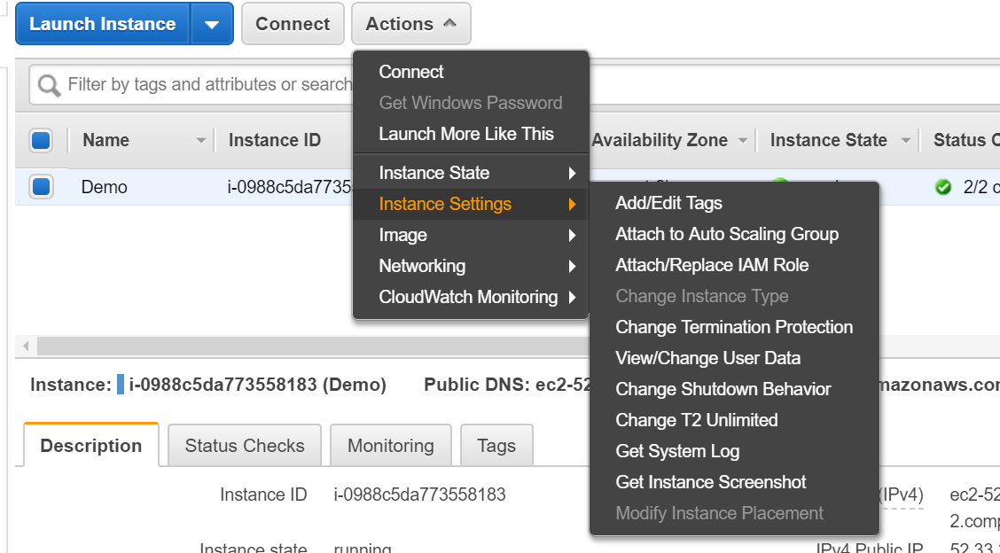 Launch Instance
Connect
Actions
Filter by tags and attributes or search
Connect
Get Windows Password
Launch More Like This
Instance State
Instance Settings
Image
Networking
CloudWatch Monitoring
Name
Instance ID
Availability Zone
Instance State
Status C
Demo
i-0988c5da7735
2/2 c
Add/Edit Tags
Attach to Auto Scaling Group
Attach/Replace IAM Role
Change Instance Type
Change Termination Protection
View/Change User Data
Change Shutdown Behavior
Change T2 Unlimited
Get System Log
Get Instance Screenshot
Modify Instance Placement
Instance: i-0988c5da773558183 (Demo)
Public DNS: ec2-52
mazonaws.con
Description
Status Checks
Monitoring
Tags
Instance ID
i-0988c5da773558183
(IPv4)
ec2-52
2.comp
Instance state
running
IPv4 Public IP
52.33.